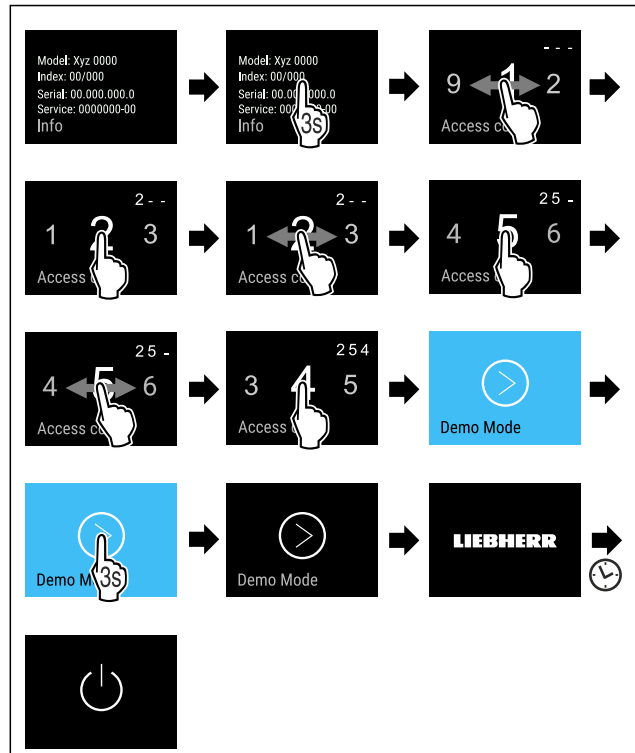 Model: Xyz 0000
Index: 00/000
Serial: 00.000.000.0
Service: 0000000-00
Info
Model: Xyz 0000
Index: 00/000
Serial: 00.000.0
Service: 00 -00
Info
3s
- - -
9 1 2
Access co
2 - -
1 2 3
Access
2 - -
1 2 3
Access
2 5 -
4 5 6
Access
2 5 -
4 5 6
Access co
2 5 4
3 4 5
Access
Demo Mode
Demo M
3s
Demo Mode
LIEBHERR